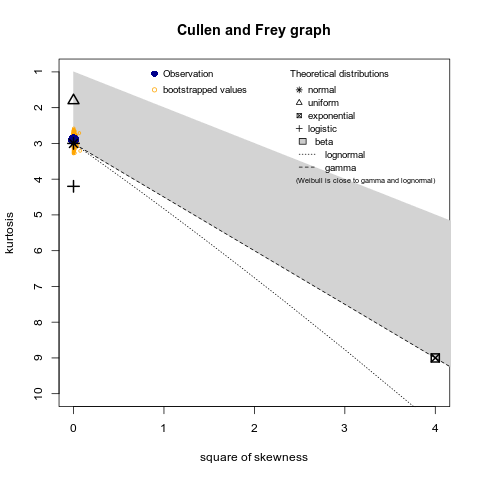 Cullen and Frey graph
Observation
bootstrapped values
Theoretical distributions
normal
uniform
exponential
logistic
beta
lognormal
gamma
(Weibull is close to gamma and lognormal)
kurtosis
1
2
3
4
5
6
7
8
9
10
0 1 2 3 4
square of skewness